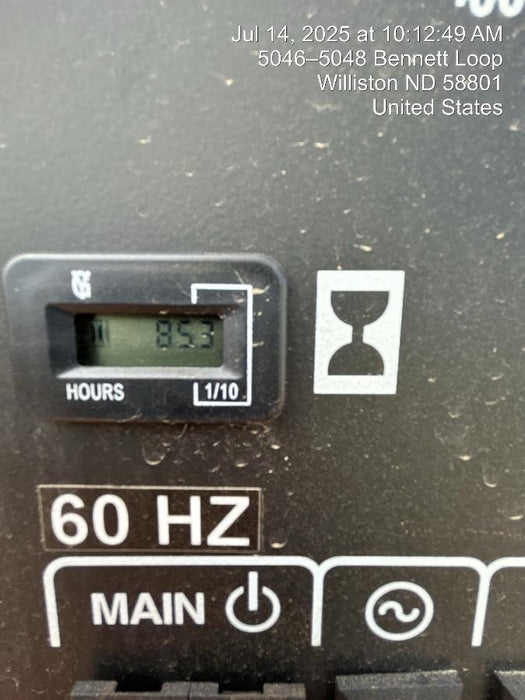 Jul 14, 2025 at 10:12:49 AM
5046–5048 Bennett Loop
Williston ND 58801
United States
853
HOURS
1/10
60 HZ
MAIN